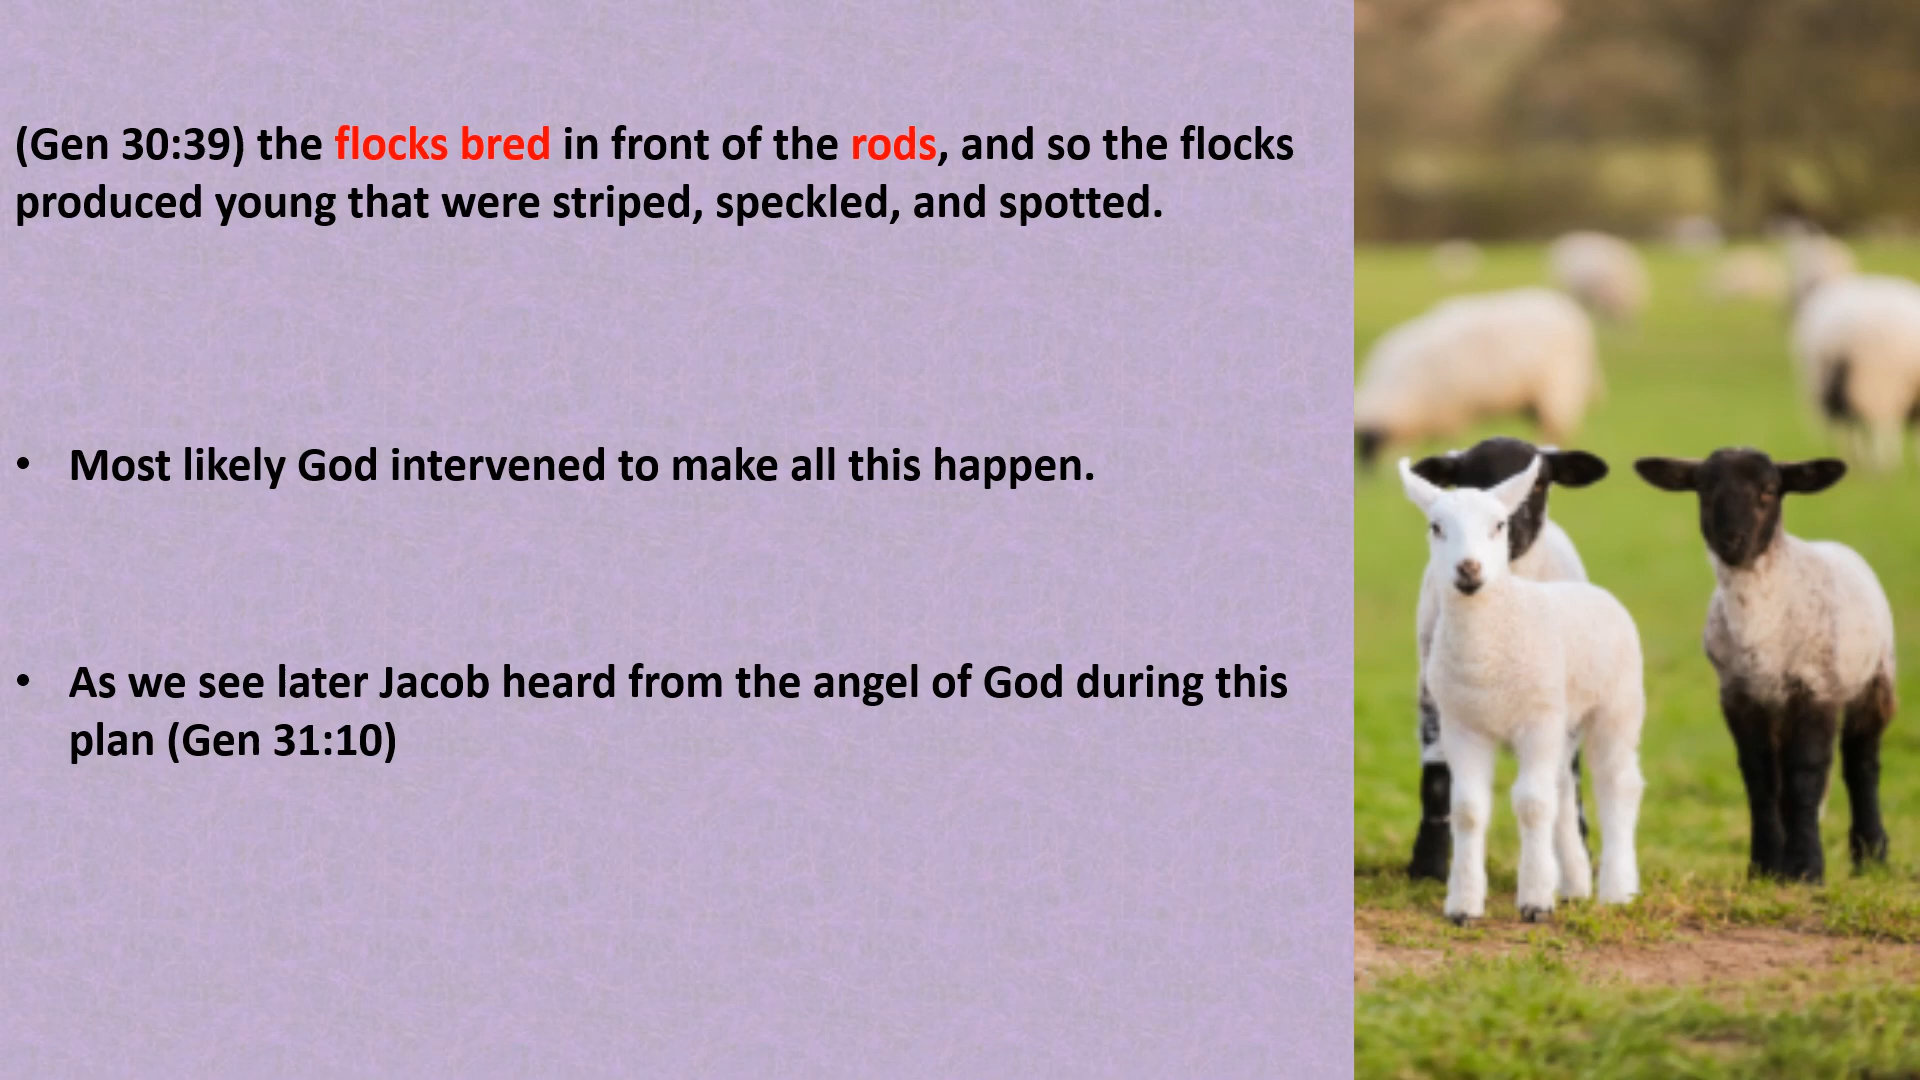 (Gen 30:39) the flocks bred in front of the rods, and so the flocks
produced young that were striped, speckled, and spotted.
• Most likely God intervened to make all this happen.
• As we see later Jacob heard from the angel of God during this
plan (Gen 31:10)